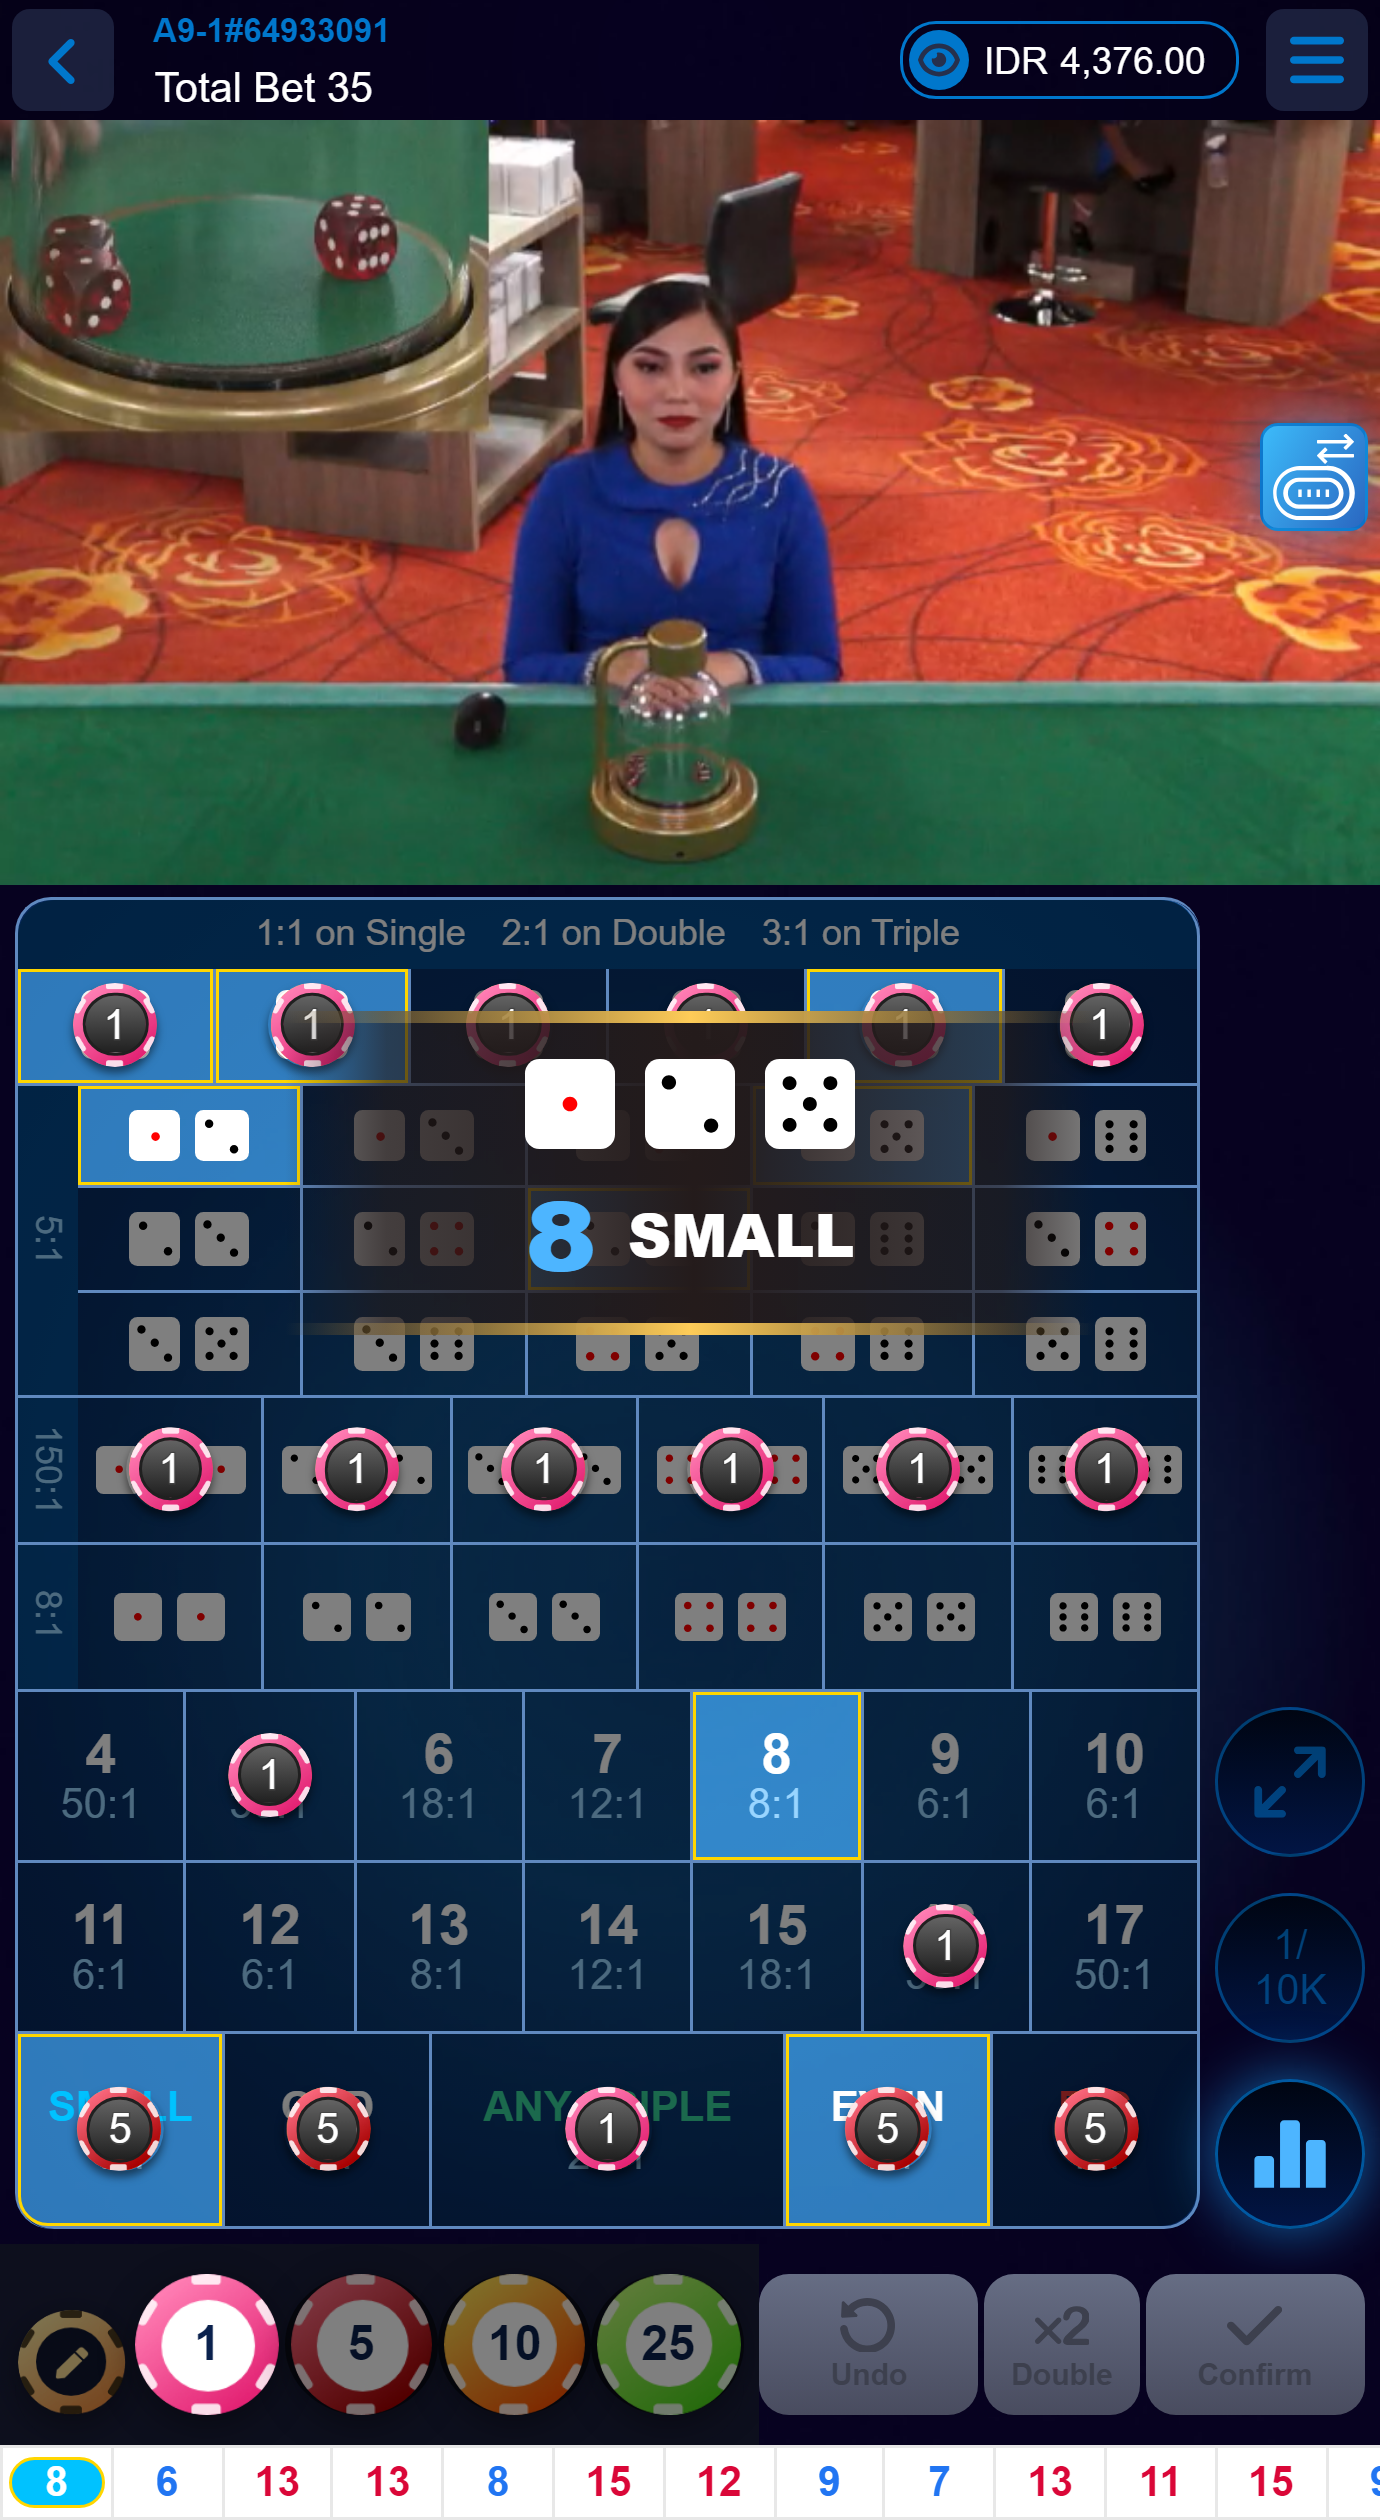 A9-1#64933091
Total Bet 35
IDR 4,376.00
1:1 on Single 2:1 on Double 3:1 on Triple
1 1 1 1 1 1
8 SMALL
5:1
150:1
1 1 1 1 1 1
8:1
4 1 6 7 8 9 10
50:1 18:1 12:1 8:1 6:1 6:1
11 12 13 14 15 1 17
6:1 6:1 8:1 12:1 18:1 50:1
1/
10K
5 5 1 5 5
1 5 10 25
Undo
x2
Double
Confirm
8 6 13 13 8 15 12 9 7 13 11 15